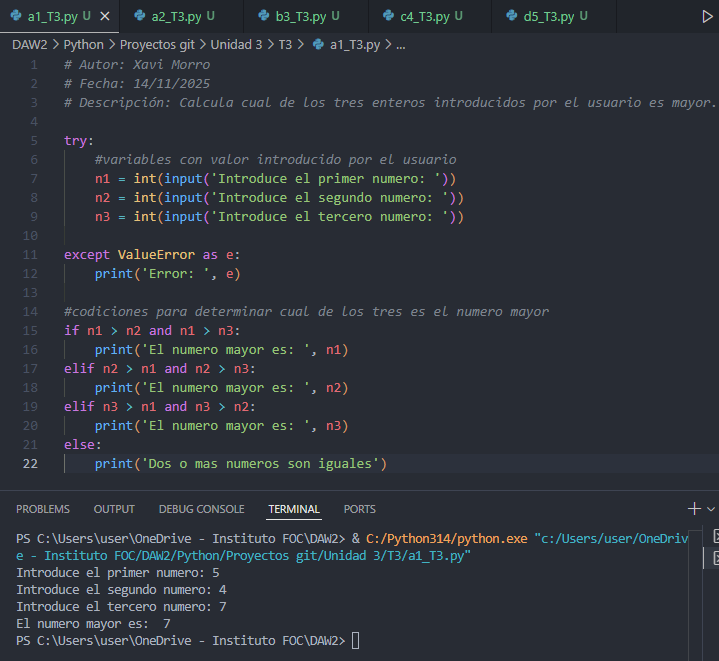 a1_T3.py U × a2_T3.py U b3_T3.py U c4_T3.py U d5_T3.py U
DAW2 > Python > Proyectos git > Unidad 3 > T3 > a1_T3.py > ...
1 # Autor: Xavi Morro
2 # Fecha: 14/11/2025
3 # Descripción: Calcula cual de los tres enteros introducidos por el usuario es mayor.
4
5 try:
6     #variables con valor introducido por el usuario
7     n1 = int(input('Introduce el primer numero: '))
8     n2 = int(input('Introduce el segundo numero: '))
9     n3 = int(input('Introduce el tercero numero: '))
10
11 except ValueError as e:
12     print('Error: ', e)
13
14 #codiciones para determinar cual de los tres es el numero mayor
15 if n1 > n2 and n1 > n3:
16     print('El numero mayor es: ', n1)
17 elif n2 > n1 and n2 > n3:
18     print('El numero mayor es: ', n2)
19 elif n3 > n1 and n3 > n2:
20     print('El numero mayor es: ', n3)
21 else:
22     print('Dos o mas numeros son iguales')
PROBLEMS OUTPUT DEBUG CONSOLE TERMINAL PORTS
PS C:\Users\user\OneDrive - Instituto FOC\DAW2> & C:/Python314/python.exe "c:/Users/user/OneDriv
e - Instituto FOC/DAW2/Python/Proyectos git/Unidad 3/T3/a1_T3.py"
Introduce el primer numero: 5
Introduce el segundo numero: 4
Introduce el tercero numero: 7
El numero mayor es:  7
PS C:\Users\user\OneDrive - Instituto FOC\DAW2>